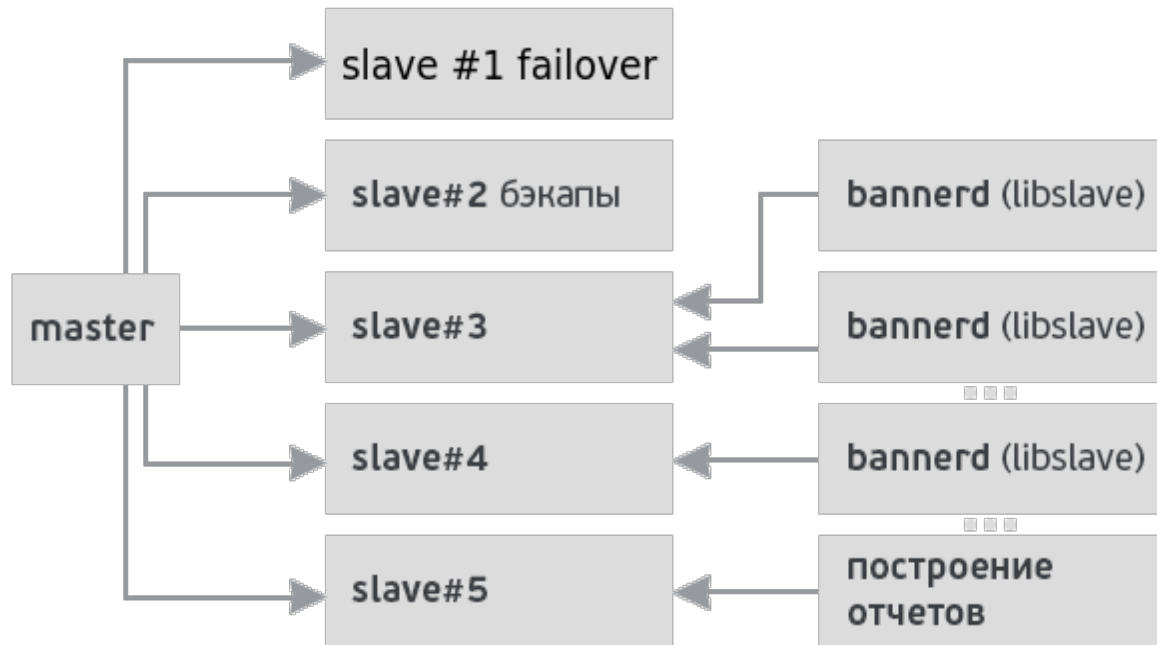 slave #1 failover
slave#2 бэкапы
bannerd (libslave)
master
slave#3
bannerd (libslave)
slave#4
bannerd (libslave)
slave#5
построение
отчетов